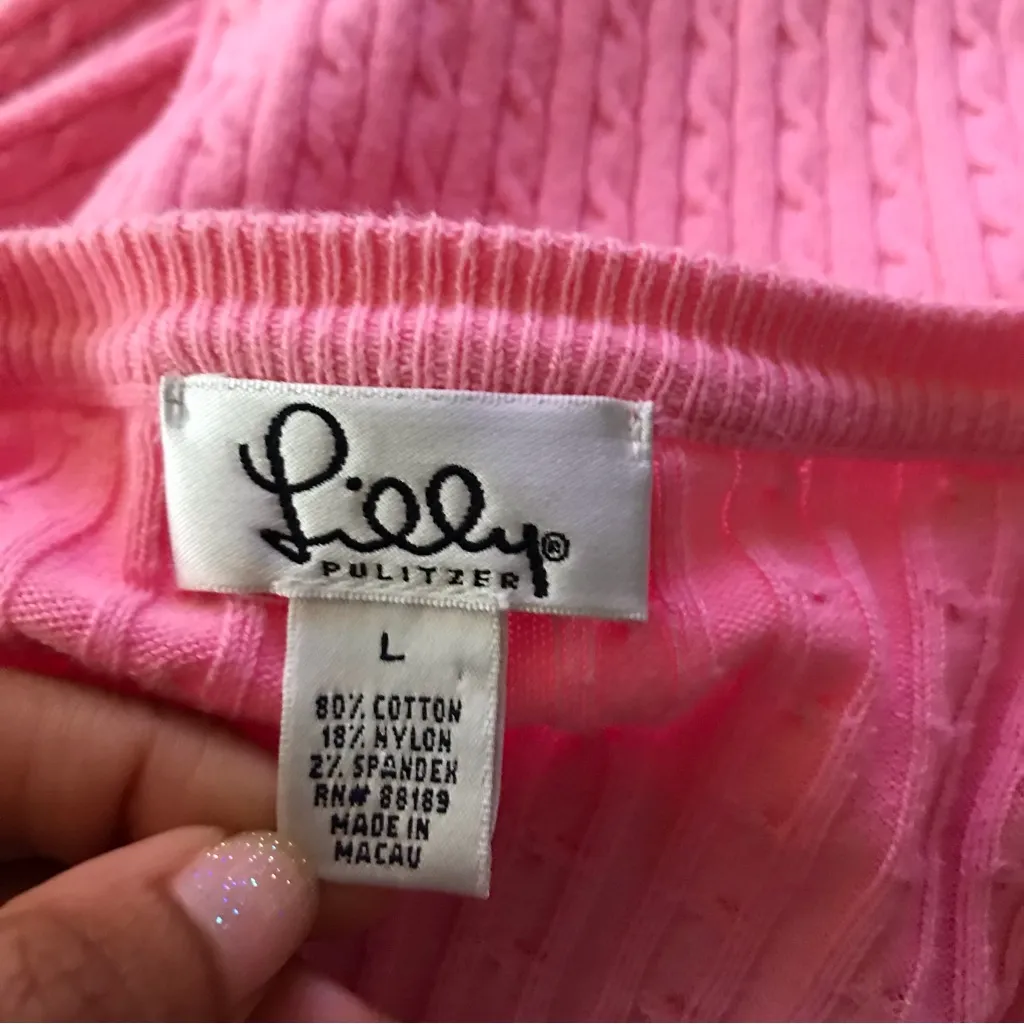 Lilly®
PULITZER
L
80% COTTON
18% NYLON
2% SPANDEX
RN# 88189
MADE IN
MACAU